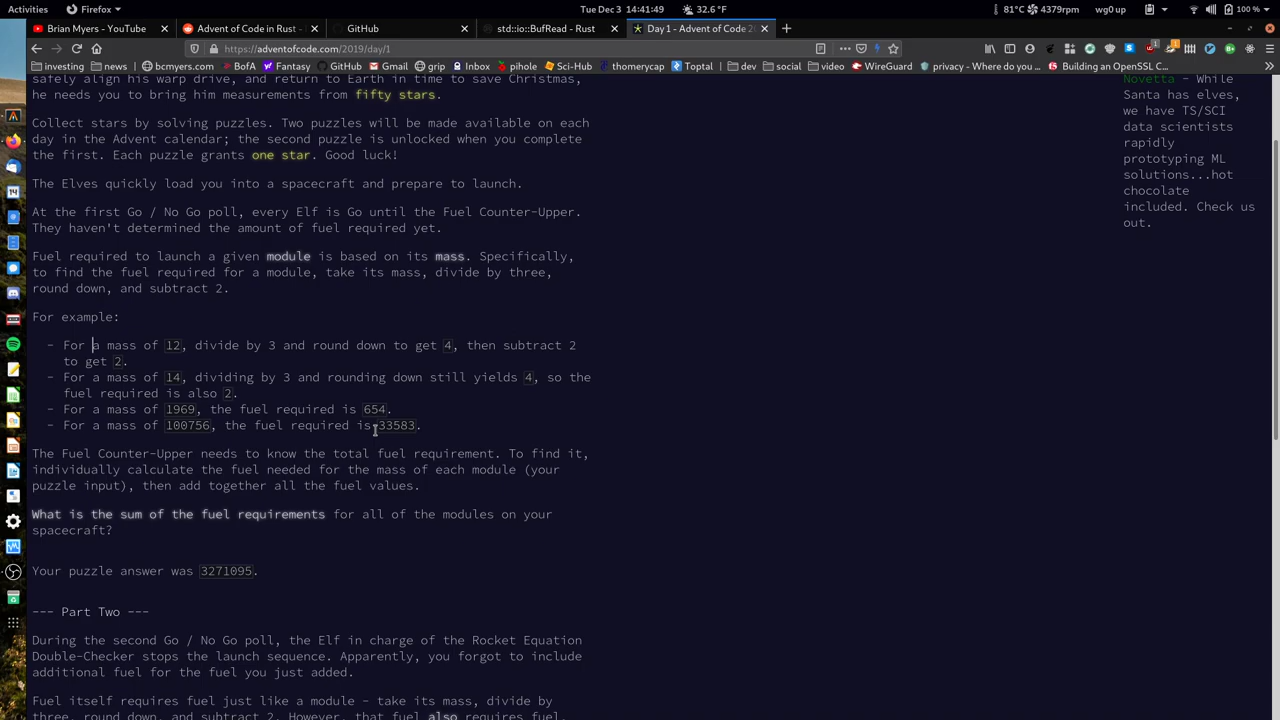 Activities Firefox Tue Dec 3 14:41:49 32.6 °F 81°C 4379rpm wg0 up 100 %
Brian Myers - YouTube Advent of Code in Rust - GitHub std::io::BufRead - Rust Day 1 - Advent of Code 2
https://adventofcode.com/2019/day/1
investing news bcmyers.com BofA Fantasy GitHub Gmail grip Inbox pihole Sci-Hub thomerycap Toptal dev social video WireGuard privacy - Where do you … Building an OpenSSL…
safely align his warp drive, and return to Earth in time to save Christmas,
he needs you to bring him measurements from fifty stars.
Collect stars by solving puzzles. Two puzzles will be made available on each
day in the Advent calendar; the second puzzle is unlocked when you complete
the first. Each puzzle grants one star. Good luck!
The Elves quickly load you into a spacecraft and prepare to launch.
At the first Go / No Go poll, every Elf is Go until the Fuel Counter-Upper.
They haven't determined the amount of fuel required yet.
Fuel required to launch a given module is based on its mass. Specifically,
to find the fuel required for a module, take its mass, divide by three,
round down, and subtract 2.
For example:
- For a mass of 12, divide by 3 and round down to get 4, then subtract 2
to get 2.
- For a mass of 14, dividing by 3 and rounding down still yields 4, so the
fuel required is also 2.
- For a mass of 1969, the fuel required is 654.
- For a mass of 100756, the fuel required is 33583.
The Fuel Counter-Upper needs to know the total fuel requirement. To find it,
individually calculate the fuel needed for the mass of each module (your
puzzle input), then add together all the fuel values.
What is the sum of the fuel requirements for all of the modules on your
spacecraft?
Your puzzle answer was 3271095.
--- Part Two ---
During the second Go / No Go poll, the Elf in charge of the Rocket Equation
Double-Checker stops the launch sequence. Apparently, you forgot to include
additional fuel for the fuel you just added.
Fuel itself requires fuel just like a module - take its mass, divide by
three, round down, and subtract 2. However, that fuel also requires fuel,
Novetta - While
Santa has elves,
we have TS/SCI
data scientists
rapidly
prototyping ML
solutions...hot
chocolate
included. Check us
out.